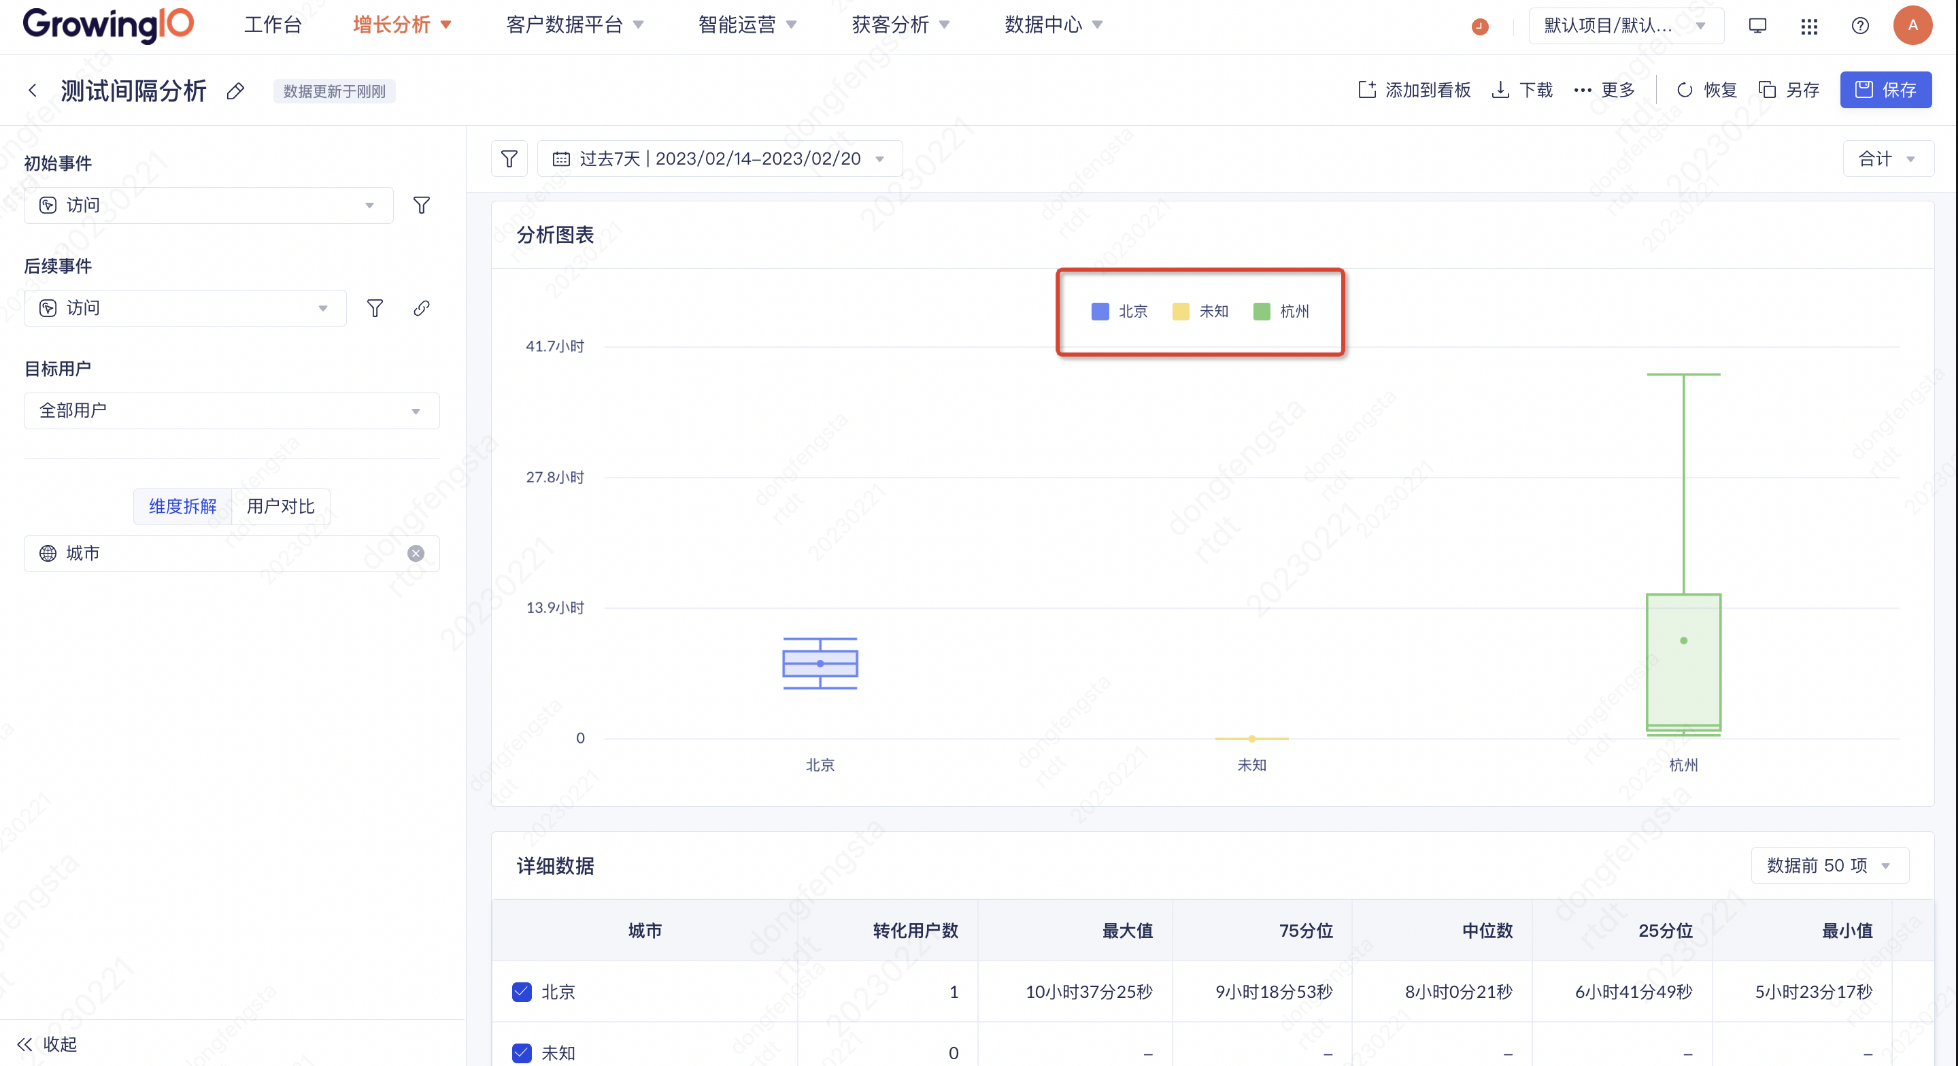 GrowingIO 工作台 增长分析 客户数据平台 智能运营 获客分析 数据中心 默认项目/默认... A
测试间隔分析 数据更新于刚刚 添加到看板 下载 更多 恢复 另存 保存
初始事件
访问
后续事件
访问
目标用户
全部用户
维度拆解 用户对比
城市
收起
过去7天 | 2023/02/14-2023/02/20 合计
分析图表
北京 未知 杭州
41.7小时
27.8小时
13.9小时
0
北京 未知 杭州
详细数据 数据前 50 项
城市 转化用户数 最大值 75分位 中位数 25分位 最小值
北京 1 10小时37分25秒 9小时18分53秒 8小时0分21秒 6小时41分49秒 5小时23分17秒
未知 0 – – – – –
dongfengsta
rtdt
20230221